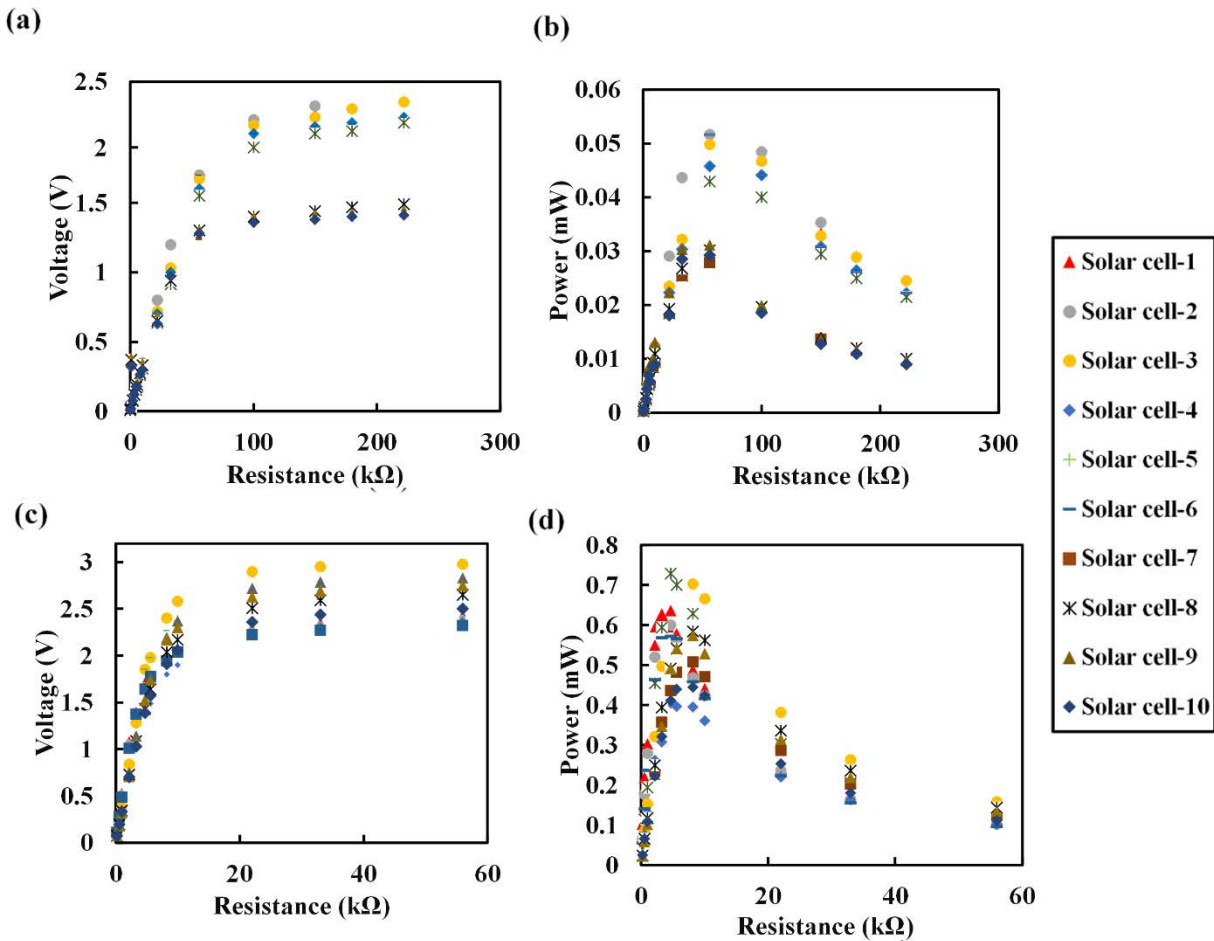 (a)
(b)
2.5
2
1.5
1
0.5
0
Voltage (V)
0
100
200
300
Resistance (kΩ)
0.06
0.05
0.04
0.03
0.02
0.01
0
Power (mW)
0
100
200
300
Resistance (kΩ)
Solar cell-1
Solar cell-2
Solar cell-3
Solar cell-4
Solar cell-5
Solar cell-6
Solar cell-7
Solar cell-8
Solar cell-9
Solar cell-10
(c)
(d)
3
2.5
2
1.5
1
0.5
0
Voltage (V)
0
20
40
60
Resistance (kΩ)
0.8
0.7
0.6
0.5
0.4
0.3
0.2
0.1
0
Power (mW)
0
20
40
60
Resistance (kΩ)